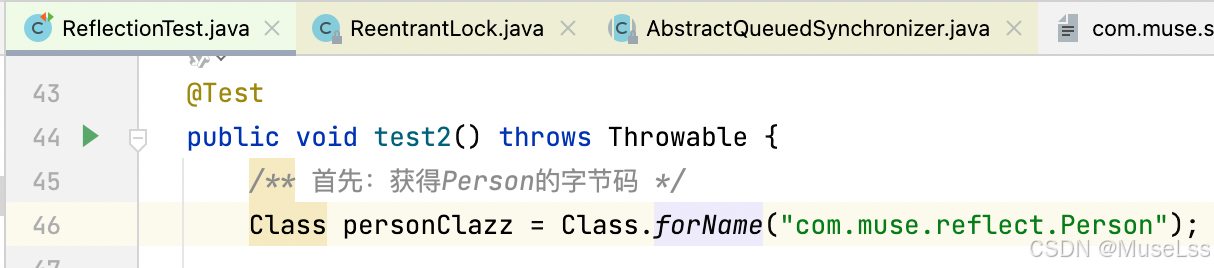 ReflectionTest.java ReentrantLock.java AbstractQueuedSynchronizer.java com.muse.s
43 @Test
44 public void test2() throws Throwable {
45 /** 首先：获得Person的字节码 */
46 Class personClazz = Class.forName("com.muse.reflect.Person");
CSDN @MuseLss